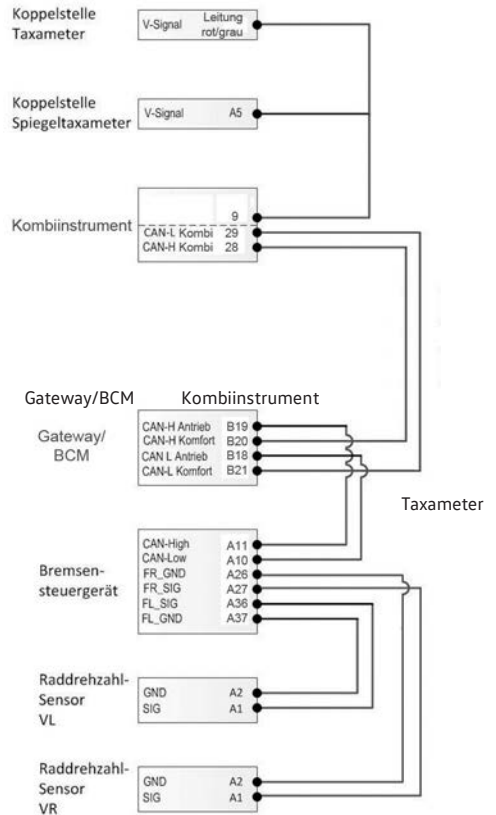 Koppelstelle
Taxameter
V-Signal Leitung
rot/grau
Koppelstelle
Spiegeltaxameter
V-Signal A5
Kombiinstrument
9
CAN-L Kombi 29
CAN-H Kombi 28
Gateway/BCM Kombiinstrument
Gateway/
BCM
CAN-H Antrieb B19
CAN-H Komfort B20
CAN L Antrieb B18
CAN-L Komfort B21
Taxameter
Bremsen-
steuergerät
CAN-High A11
CAN-Low A10
FR_GND A26
FR_SIG A27
FL_SIG A36
FL_GND A37
Raddrehzahl-
Sensor
VL
GND A2
SIG A1
Raddrehzahl-
Sensor
VR
GND A2
SIG A1